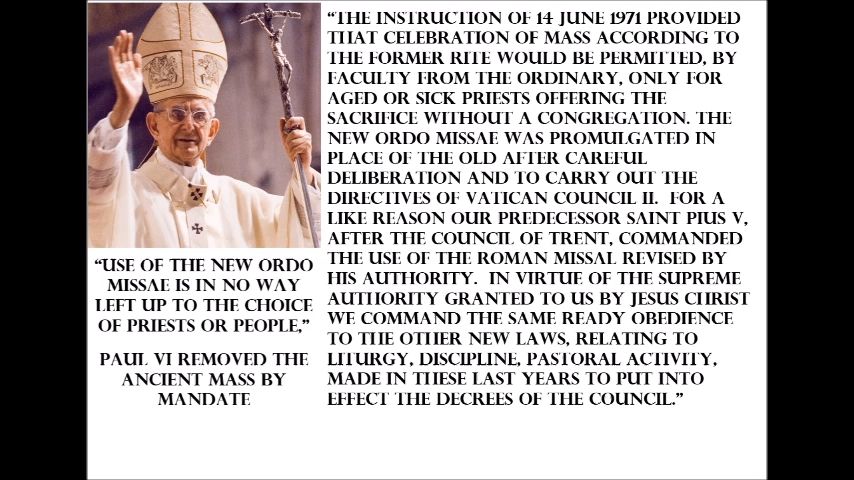 “USE OF THE NEW ORDO
MISSAE IS IN NO WAY
LEFT UP TO THE CHOICE
OF PRIESTS OR PEOPLE,”
PAUL VI REMOVED THE
ANCIENT MASS BY
MANDATE
“THE INSTRUCTION OF 14 JUNE 1971 PROVIDED
THAT CELEBRATION OF MASS ACCORDING TO
THE FORMER RITE WOULD BE PERMITTED, BY
FACULTY FROM THE ORDINARY, ONLY FOR
AGED OR SICK PRIESTS OFFERING THE
SACRIFICE WITHOUT A CONGREGATION. THE
NEW ORDO MISSAE WAS PROMULGATED IN
PLACE OF THE OLD AFTER CAREFUL
DELIBERATION AND TO CARRY OUT THE
DIRECTIVES OF VATICAN COUNCIL II. FOR A
LIKE REASON OUR PREDECESSOR SAINT PIUS V,
AFTER THE COUNCIL OF TRENT, COMMANDED
THE USE OF THE ROMAN MISSAL REVISED BY
HIS AUTHORITY. IN VIRTUE OF THE SUPREME
AUTHORITY GRANTED TO US BY JESUS CHRIST
WE COMMAND THE SAME READY OBEDIENCE
TO THE OTHER NEW LAWS, RELATING TO
LITURGY, DISCIPLINE, PASTORAL ACTIVITY,
MADE IN THESE LAST YEARS TO PUT INTO
EFFECT THE DECREES OF THE COUNCIL.”